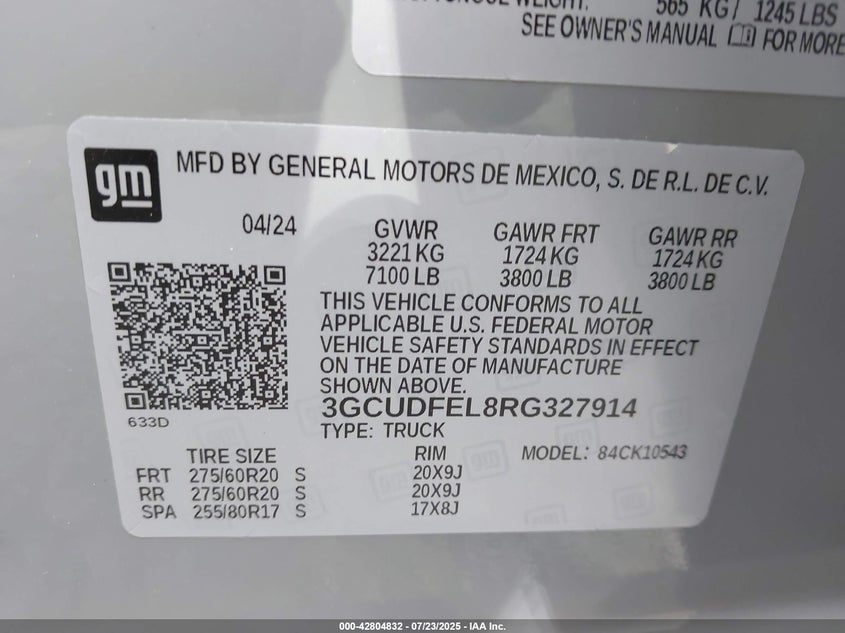 565 KG/ 1245 LBS
SEE OWNER'S MANUAL FOR MORE
gm
MFD BY GENERAL MOTORS DE MEXICO, S. DE R.L. DE C.V.
04/24 GVWR GAWR FRT GAWR RR
3221 KG 1724 KG 1724 KG
7100 LB 3800 LB 3800 LB
THIS VEHICLE CONFORMS TO ALL
APPLICABLE U.S. FEDERAL MOTOR
VEHICLE SAFETY STANDARDS IN EFFECT
ON THE DATE OF MANUFACTURE
SHOWN ABOVE.
633D
3GCUDFEL8RG327914
TYPE: TRUCK
TIRE SIZE RIM MODEL: 84CK10543
FRT 275/60R20 S 20X9J
RR 275/60R20 S 20X9J
SPA 255/80R17 S 17X8J
000-42804832 - 07/23/2025 - IAA Inc.